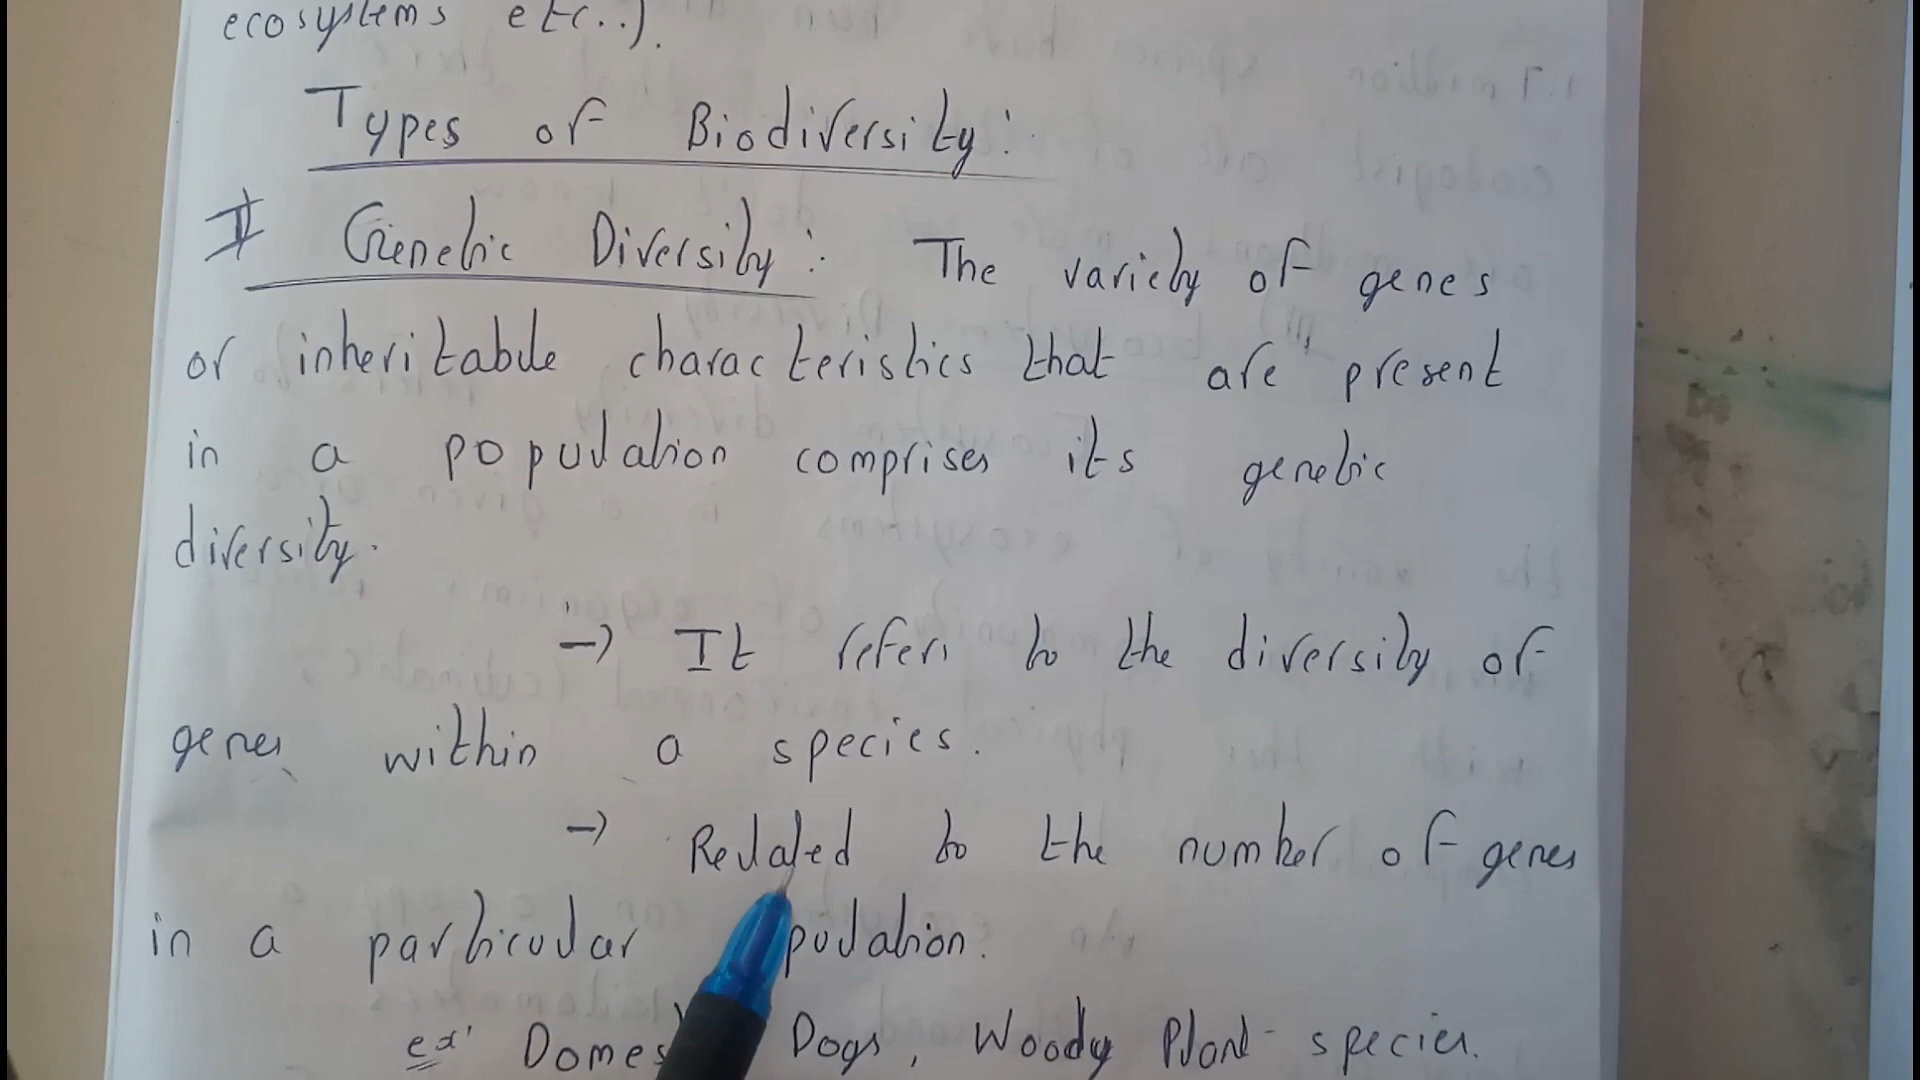 ecosystems etc..).
Types of Biodiversity:
I Genetic Diversity: The variety of genes
or inheritable characteristics that are present
in a population comprises its genetic
diversity.
→ It refers to the diversity of
genes within a species.
→ Related to the number of genes
in a particular pulation.
ex: Domes Dogs, Woody Plant species.